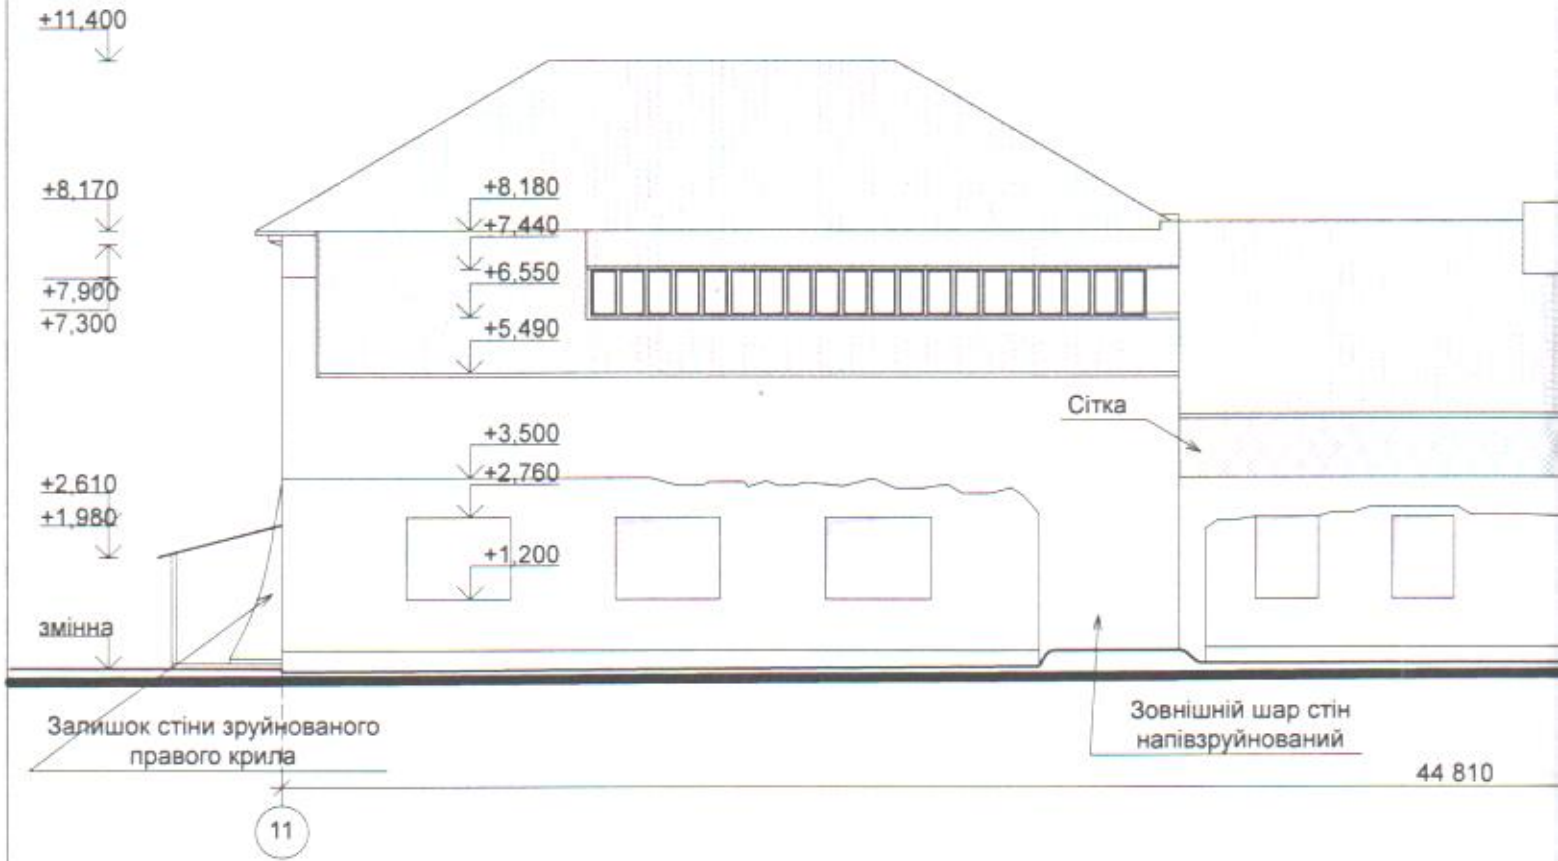 +11,400
+8,170
+7,900
+7,300
+8,180
+7,440
+6,550
+5,490
Сітка
+3,500
+2,760
+2,610
+1,980
+1,200
змінна
Залишок стіни зруйнованого
правого крила
Зовнішній шар стін
напівзруйнований
44 810
11